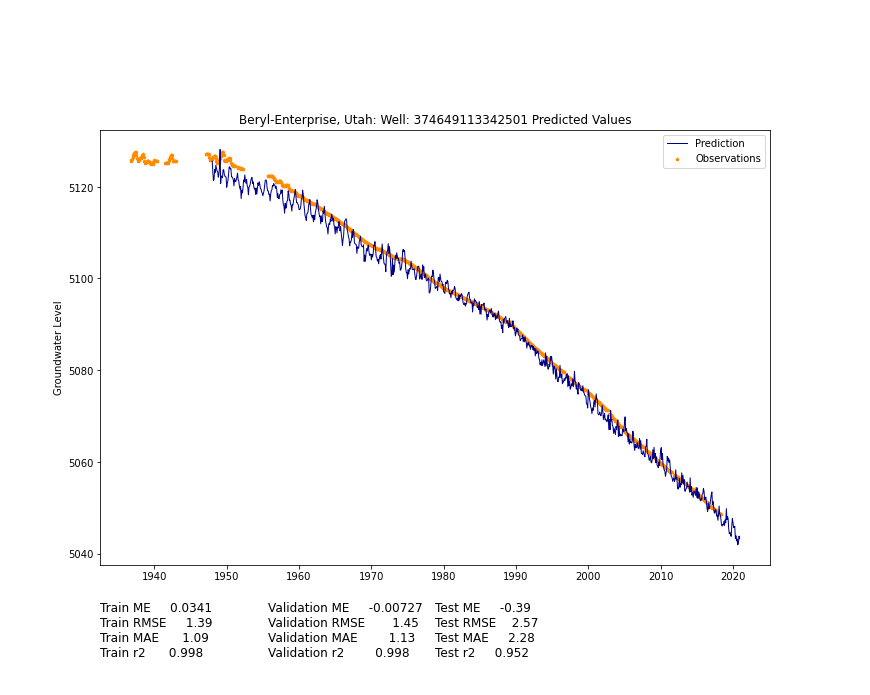 Beryl-Enterprise, Utah: Well: 374649113342501 Predicted Values
Prediction
Observations
Groundwater Level
5120
5100
5080
5060
5040
1940 1950 1960 1970 1980 1990 2000 2010 2020
Train ME 0.0341 Validation ME -0.00727 Test ME -0.39
Train RMSE 1.39 Validation RMSE 1.45 Test RMSE 2.57
Train MAE 1.09 Validation MAE 1.13 Test MAE 2.28
Train r2 0.998 Validation r2 0.998 Test r2 0.952